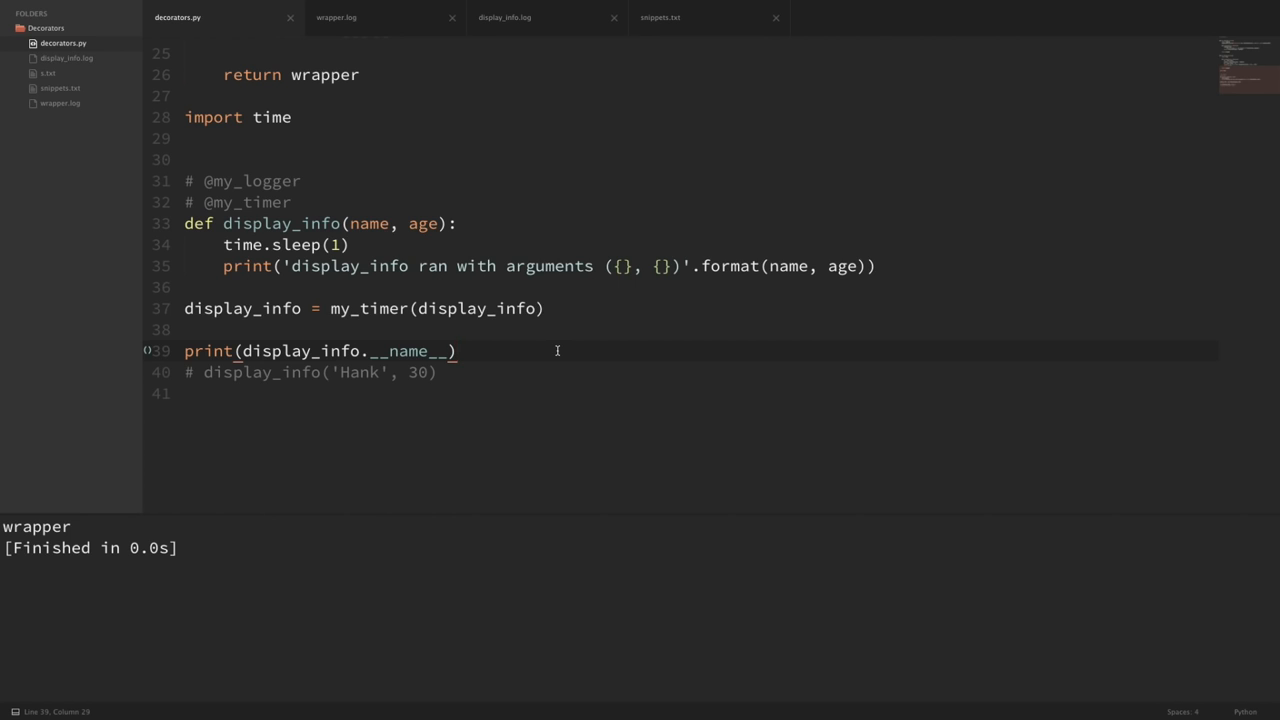 FOLDERS
Decorators
decorators.py
display_info.log
s.txt
snippets.txt
wrapper.log
decorators.py
wrapper.log
display_info.log
snippets.txt
25
26     return wrapper
27
28 import time
29
30
31 # @my_logger
32 # @my_timer
33 def display_info(name, age):
34     time.sleep(1)
35     print('display_info ran with arguments ({}, {})'.format(name, age))
36
37 display_info = my_timer(display_info)
38
39 print(display_info.__name__)
40 # display_info('Hank', 30)
41
wrapper
[Finished in 0.0s]
Line 39, Column 29
Spaces: 4
Python